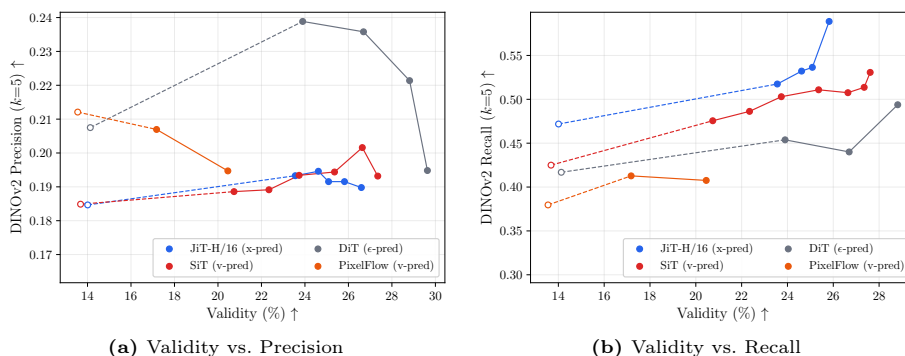 0.24
0.23
0.22
0.21
0.20
0.19
0.18
0.17
DINOv2 Precision (k=5) ↑
JiT-H/16 (x-pred)
SiT (v-pred)
DiT (ϵ-pred)
PixelFlow (v-pred)
14 16 18 20 22 24 26 28 30
Validity (%) ↑
(a) Validity vs. Precision
0.55
0.50
0.45
0.40
0.35
0.30
DINOv2 Recall (k=5) ↑
JiT-H/16 (x-pred)
SiT (v-pred)
DiT (ϵ-pred)
PixelFlow (v-pred)
14 16 18 20 22 24 26 28
Validity (%) ↑
(b) Validity vs. Recall